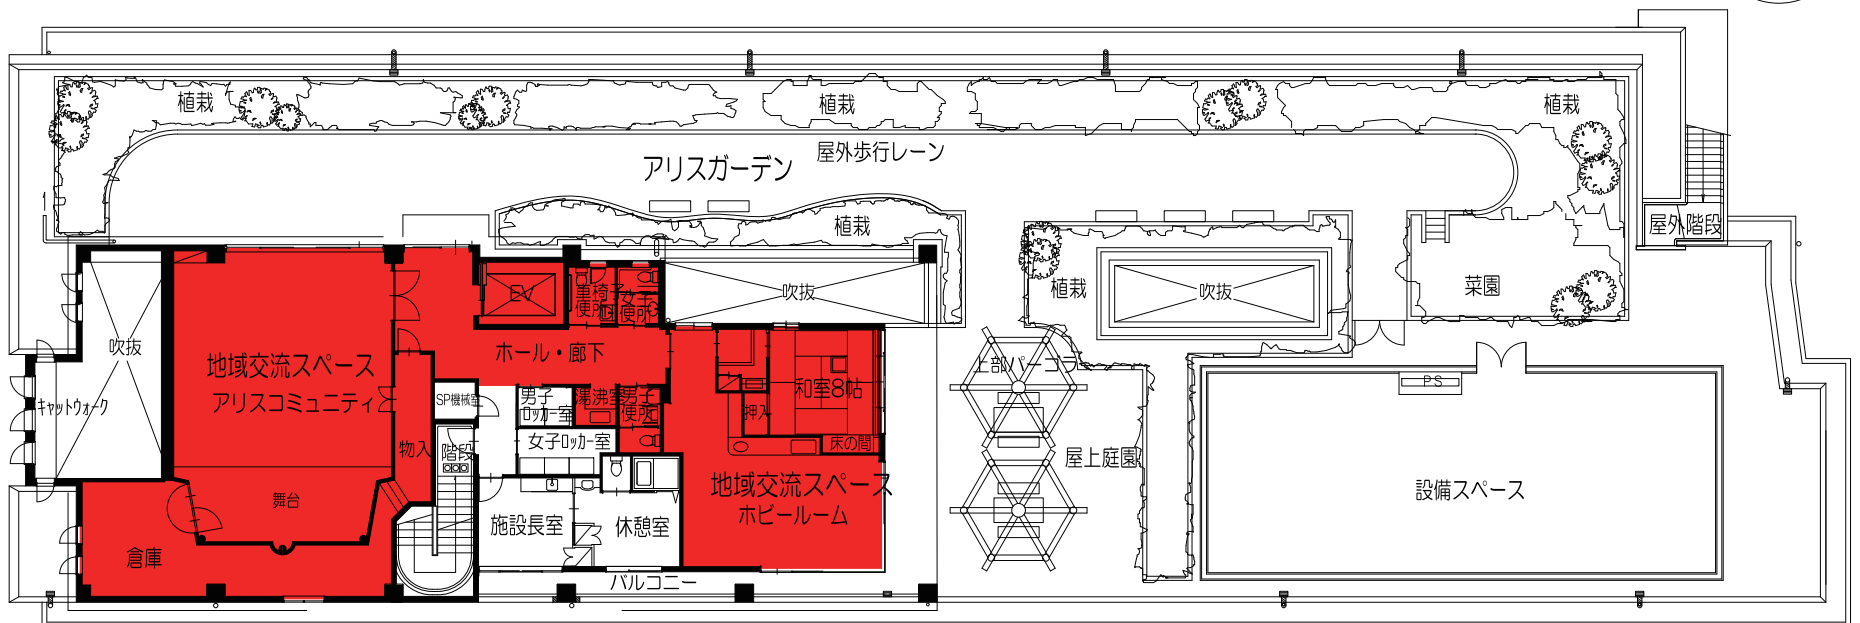 植栽
植栽
植栽
屋外歩行レーン
アリスガーデン
植栽
屋外階段
吹抜
植栽
吹抜
菜園
EV
車椅子
便所
女子
便所
吹抜
キャットウォーク
地域交流スペース
アリスコミュニティ
ホール・廊下
上部パーゴラ
PS
SP機械室
男子
ロッカー室
湯沸室
男子
便所
和室8帖
押入
床の間
物入
階段
女子ロッカー室
屋上庭園
設備スペース
舞台
施設長室
休憩室
地域交流スペース
ホビールーム
倉庫
バルコニー